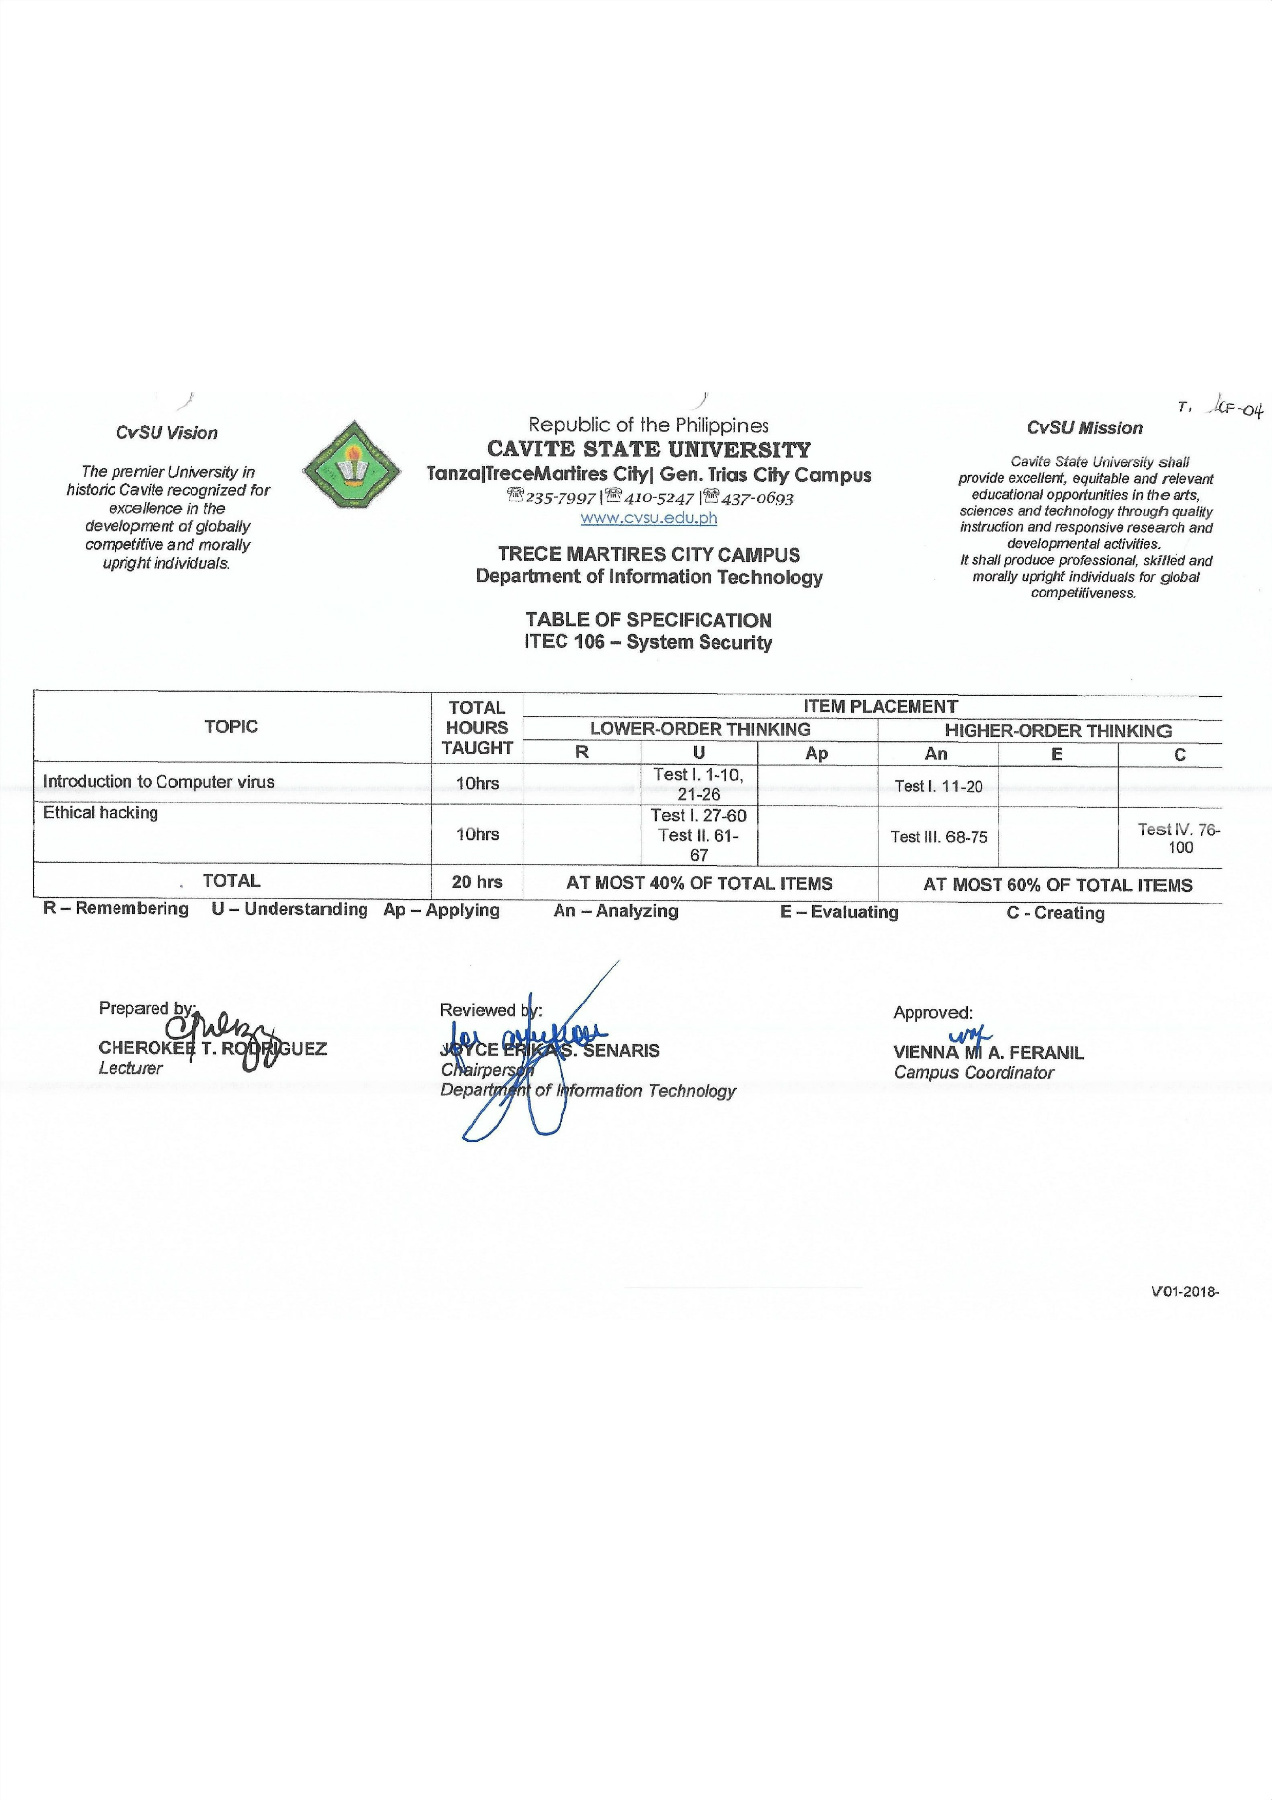 T.
CF-04
CvSU Vision
The premier University in
historic Cavite recognized for
excellence in the
development of globally
competitive and morally
upright individuals.
Republic of the Philippines
CAVITE STATE UNIVERSITY
Tanza|TreceMartires City| Gen. Trias City Campus
☎235-7997|☎410-5247|☎437-0693
www.cvsu.edu.ph
TRECE MARTIRES CITY CAMPUS
Department of Information Technology
TABLE OF SPECIFICATION
ITEC 106 – System Security
CvSU Mission
Cavite State University shall
provide excellent, equitable and relevant
educational opportunities in the arts,
sciences and technology through quality
instruction and responsive research and
developmental activities.
It shall produce professional, skilled and
morally upright individuals for global
competitiveness.
TOPIC
TOTAL
HOURS
TAUGHT
ITEM PLACEMENT
LOWER-ORDER THINKING
HIGHER-ORDER THINKING
R U Ap An E C
Introduction to Computer virus
10hrs
Test I. 1-10,
21-26
Test I. 11-20
Ethical hacking
10hrs
Test I. 27-60
Test II. 61-
67
Test III. 68-75
Test IV. 76-
100
TOTAL 20 hrs AT MOST 40% OF TOTAL ITEMS AT MOST 60% OF TOTAL ITEMS
R – Remembering U – Understanding Ap – Applying An – Analyzing E – Evaluating C - Creating
Prepared by:
CHEROKEE T. RODRIGUEZ
Lecturer
Reviewed by:
for
JOYCE ERIKA S. SENARIS
Chairperson
Department of Information Technology
Approved:
VIENNA MI A. FERANIL
Campus Coordinator
V01-2018-